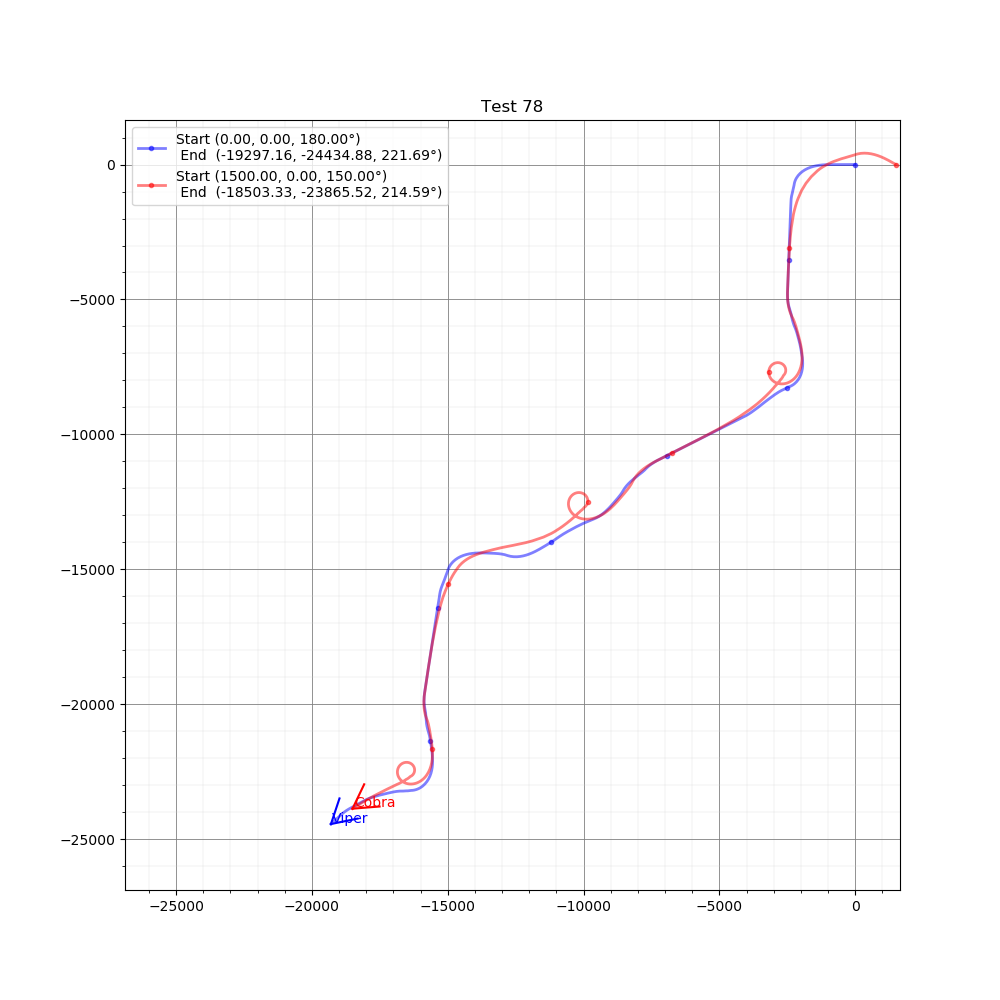 Test 78
Start (0.00, 0.00, 180.00°)
End (-19297.16, -24434.88, 221.69°)
Start (1500.00, 0.00, 150.00°)
End (-18503.33, -23865.52, 214.59°)
0
−5000
−10000
−15000
−20000
−25000
Cobra
Viper
−25000
−20000
−15000
−10000
−5000
0